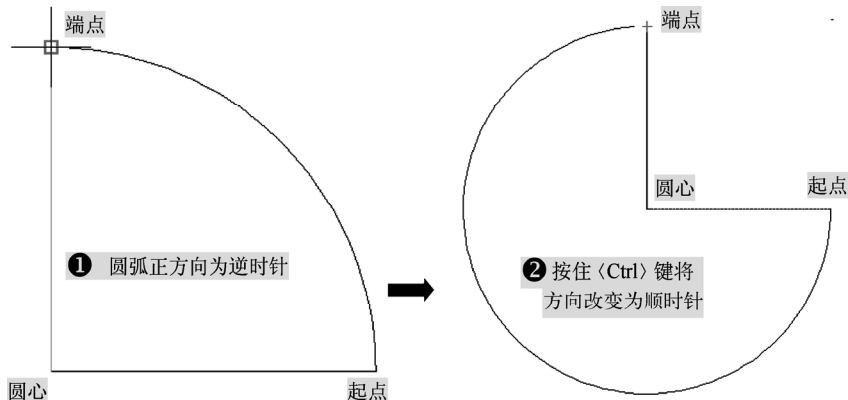 端点
❶ 圆弧正方向为逆时针
圆心
起点
端点
圆心
起点
❷ 按住〈Ctrl〉键将
方向改变为顺时针